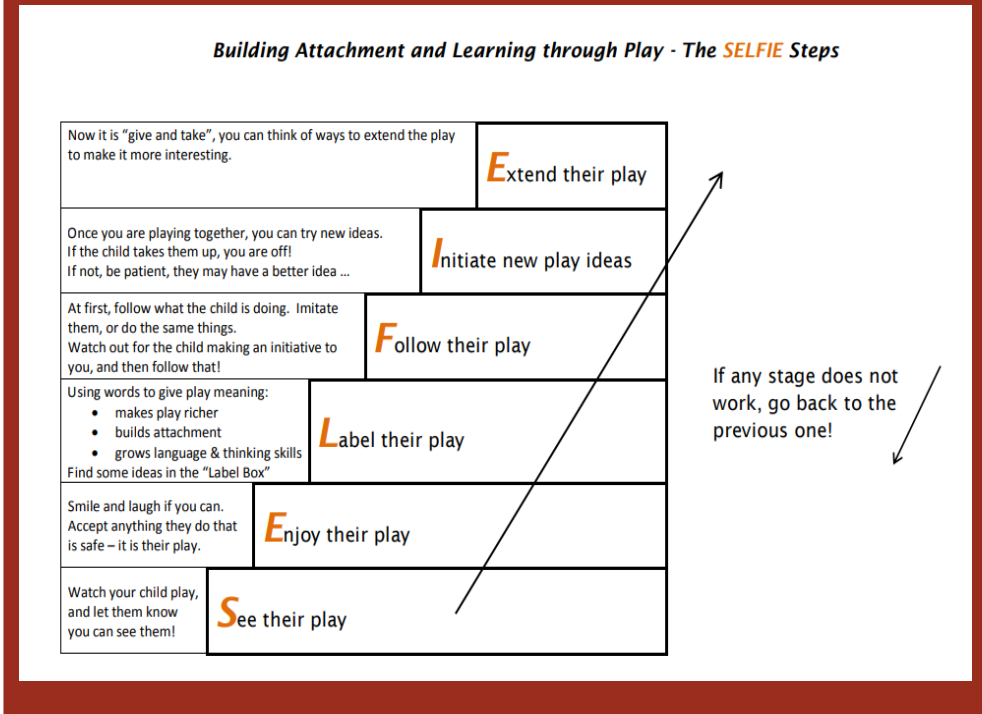 Building Attachment and Learning through Play - The SELFIE Steps
Now it is “give and take”, you can think of ways to extend the play
to make it more interesting.
Extend their play
Once you are playing together, you can try new ideas.
If the child takes them up, you are off!
If not, be patient, they may have a better idea ...
Initiate new play ideas
At first, follow what the child is doing.  Imitate
them, or do the same things.
Watch out for the child making an initiative to
you, and then follow that!
Follow their play
Using words to give play meaning:
• makes play richer
• builds attachment
• grows language & thinking skills
Find some ideas in the “Label Box”
Label their play
If any stage does not
work, go back to the
previous one!
Smile and laugh if you can.
Accept anything they do that
is safe – it is their play.
Enjoy their play
Watch your child play,
and let them know
you can see them!
See their play